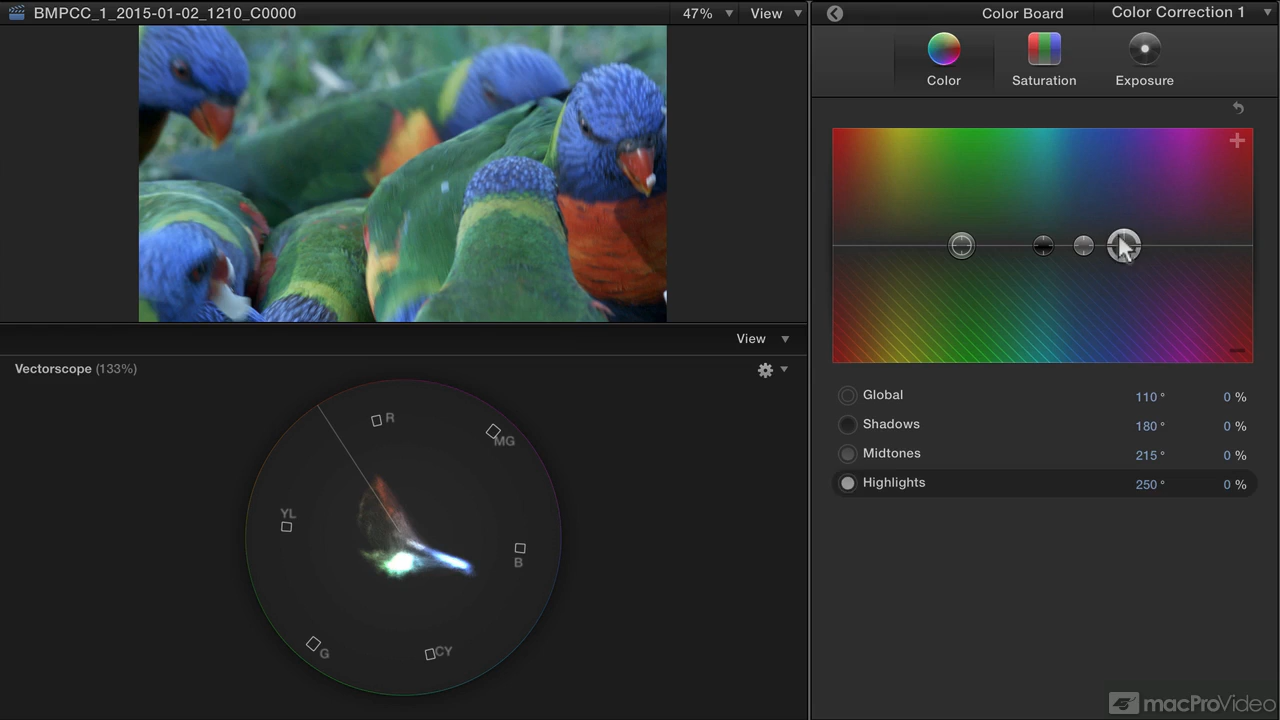 BMPCC_1_2015-01-02_1210_C0000
47% View
Color Board
Color Correction 1
Color
Saturation
Exposure
View
Vectorscope (133%)
R
MG
YL
B
G
CY
Global 110 ° 0 %
Shadows 180 ° 0 %
Midtones 215 ° 0 %
Highlights 250 ° 0 %
macProVideo